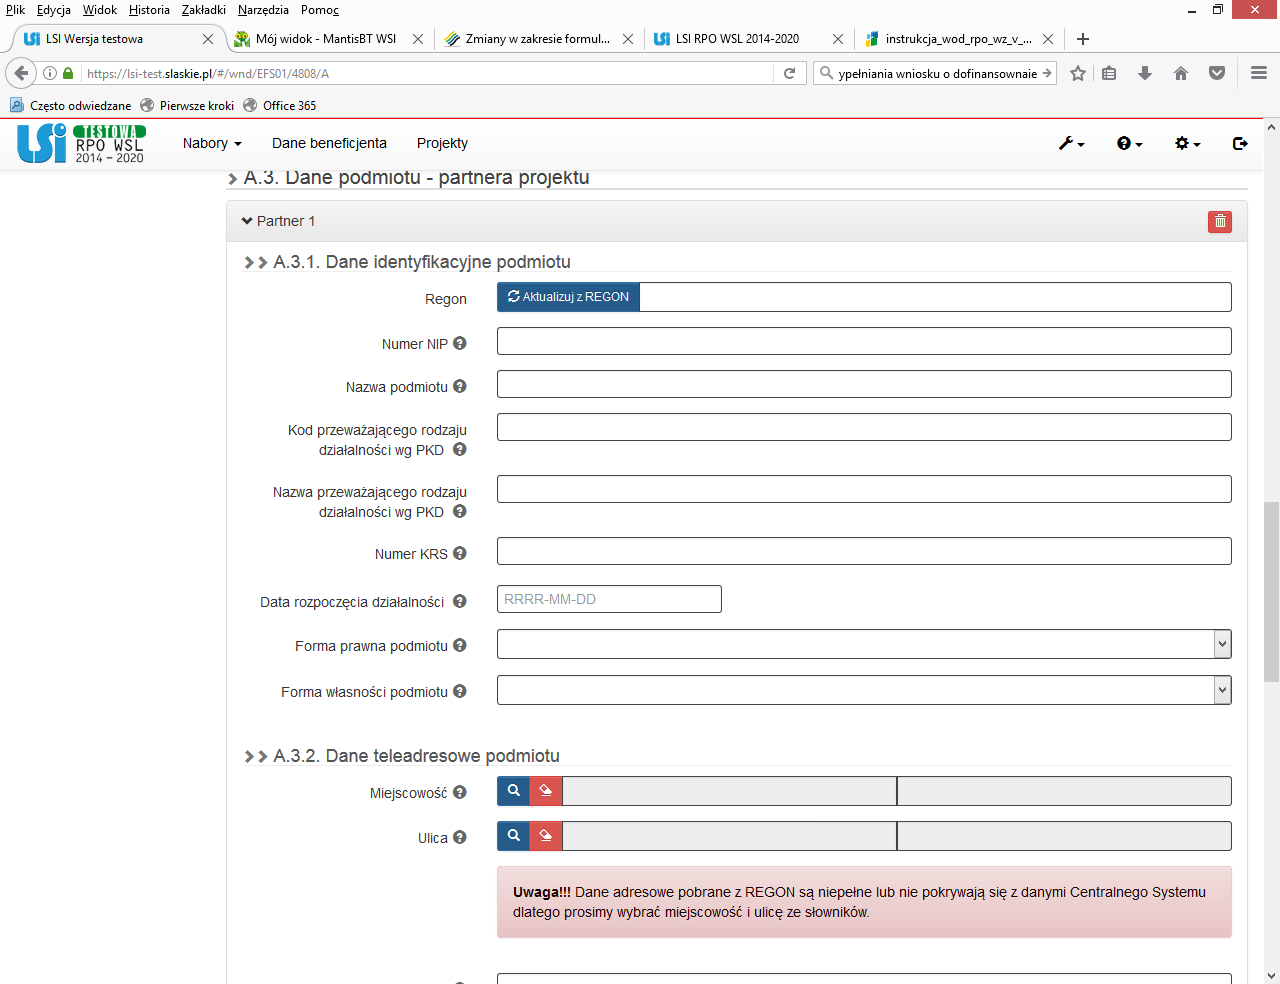 Plik Edycja Widok Historia Zakładki Narzędzia Pomoc
LSI Wersja testowa
Mój widok - MantisBT WSI
Zmiany w zakresie formul...
LSI RPO WSL 2014-2020
instrukcja_wod_rpo_wz_v_...
https://lsi-test.slaskie.pl/#/wnd/EFS01/4808/A
ypełniania wniosku o dofinansownaie
Często odwiedzane Pierwsze kroki Office 365
LSI TESTOWA
RPO WSL
2014 – 2020
Nabory Dane beneficjenta Projekty
A.3. Dane podmiotu - partnera projektu
Partner 1
A.3.1. Dane identyfikacyjne podmiotu
Regon Aktualizuj z REGON
Numer NIP
Nazwa podmiotu
Kod przeważającego rodzaju
działalności wg PKD
Nazwa przeważającego rodzaju
działalności wg PKD
Numer KRS
Data rozpoczęcia działalności RRRR-MM-DD
Forma prawna podmiotu
Forma własności podmiotu
A.3.2. Dane teleadresowe podmiotu
Miejscowość
Ulica
Uwaga!!! Dane adresowe pobrane z REGON są niepełne lub nie pokrywają się z danymi Centralnego Systemu
dlatego prosimy wybrać miejscowość i ulicę ze słowników.